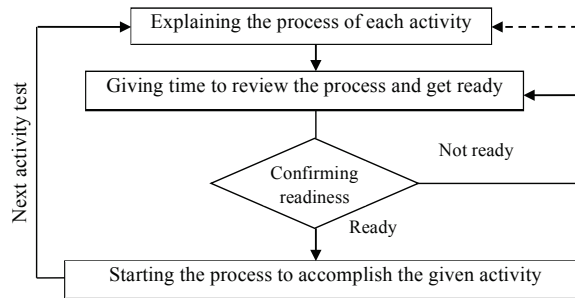 Explaining the process of each activity
Giving time to review the process and get ready
Next activity test
Not ready
Confirming
readiness
Ready
Starting the process to accomplish the given activity